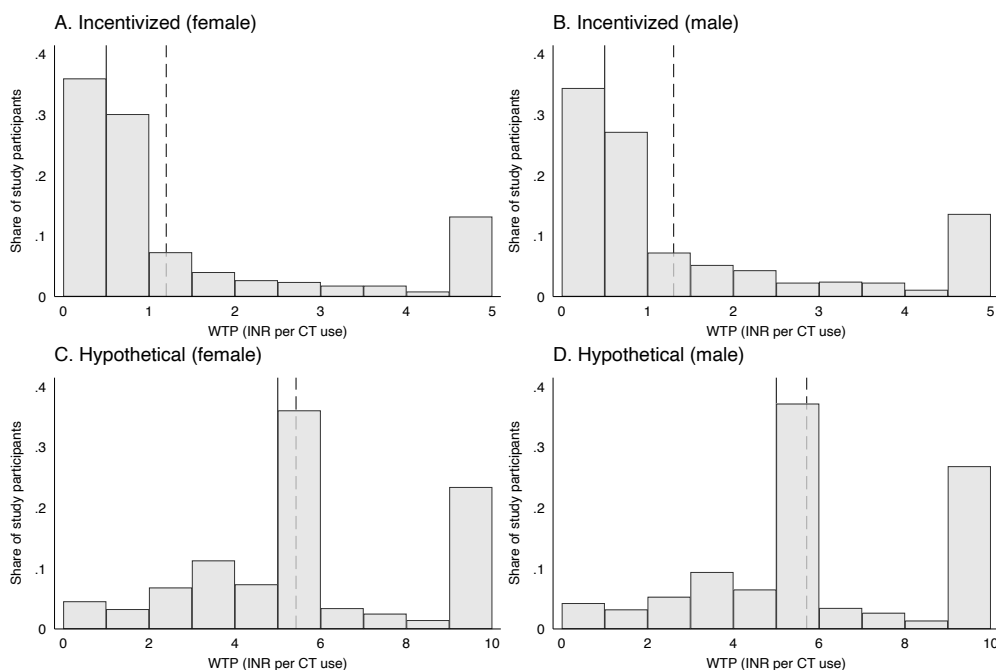 A. Incentivized (female)
.4
.3
.2
.1
0
Share of study participants
0 1 2 3 4 5
WTP (INR per CT use)
B. Incentivized (male)
.4
.3
.2
.1
0
Share of study participants
0 1 2 3 4 5
WTP (INR per CT use)
C. Hypothetical (female)
.4
.3
.2
.1
0
Share of study participants
0 2 4 6 8 10
WTP (INR per CT use)
D. Hypothetical (male)
.4
.3
.2
.1
0
Share of study participants
0 2 4 6 8 10
WTP (INR per CT use)